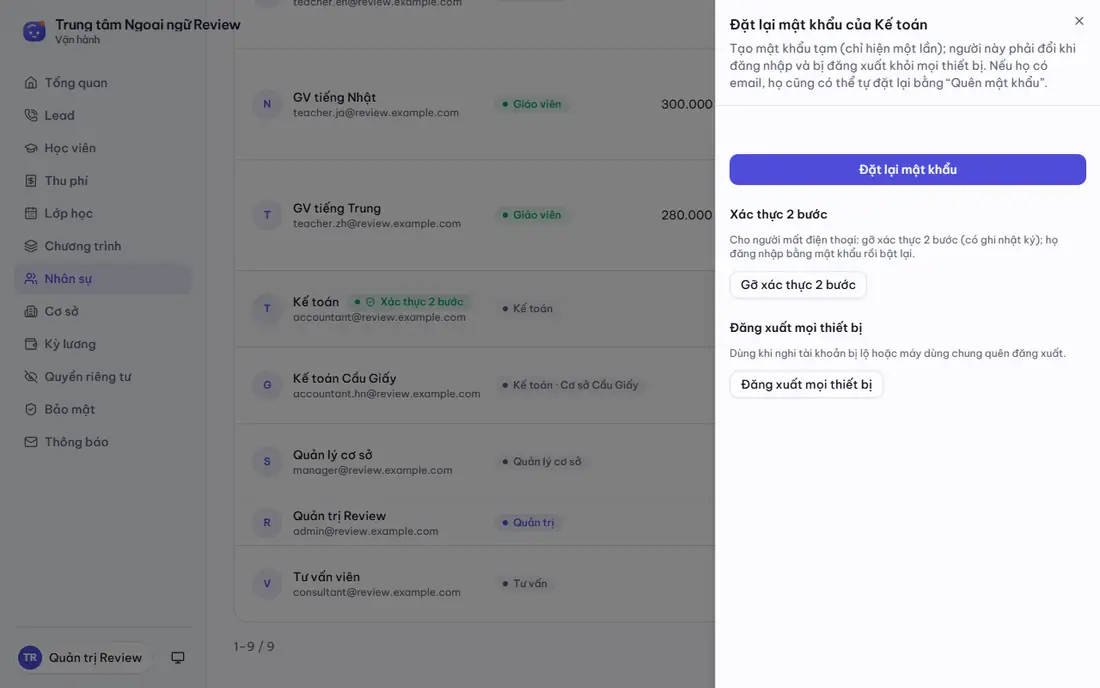 Trung tâm Ngoại ngữ Review
Vận hành
Tổng quan
Lead
Học viên
Thu phí
Lớp học
Chương trình
Nhân sự
Cơ sở
Kỳ lương
Quyền riêng tư
Bảo mật
Thông báo
TR Quản trị Review
teacher.en@review.example.com
N GV tiếng Nhật
teacher.ja@review.example.com
Giáo viên
300.000
T GV tiếng Trung
teacher.zh@review.example.com
Giáo viên
280.000
T Kế toán Xác thực 2 bước
accountant@review.example.com
Kế toán
G Kế toán Cầu Giấy
accountant.hn@review.example.com
Kế toán · Cơ sở Cầu Giấy
S Quản lý cơ sở
manager@review.example.com
Quản lý cơ sở
R Quản trị Review
admin@review.example.com
Quản trị
V Tư vấn viên
consultant@review.example.com
Tư vấn
1–9 / 9
Đặt lại mật khẩu của Kế toán
Tạo mật khẩu tạm (chỉ hiện một lần); người này phải đổi khi
đăng nhập và bị đăng xuất khỏi mọi thiết bị. Nếu họ có
email, họ cũng có thể tự đặt lại bằng “Quên mật khẩu”.
Đặt lại mật khẩu
Xác thực 2 bước
Cho người mất điện thoại: gỡ xác thực 2 bước (có ghi nhật ký); họ
đăng nhập bằng mật khẩu rồi bật lại.
Gỡ xác thực 2 bước
Đăng xuất mọi thiết bị
Dùng khi nghi tài khoản bị lộ hoặc máy dùng chung quên đăng xuất.
Đăng xuất mọi thiết bị